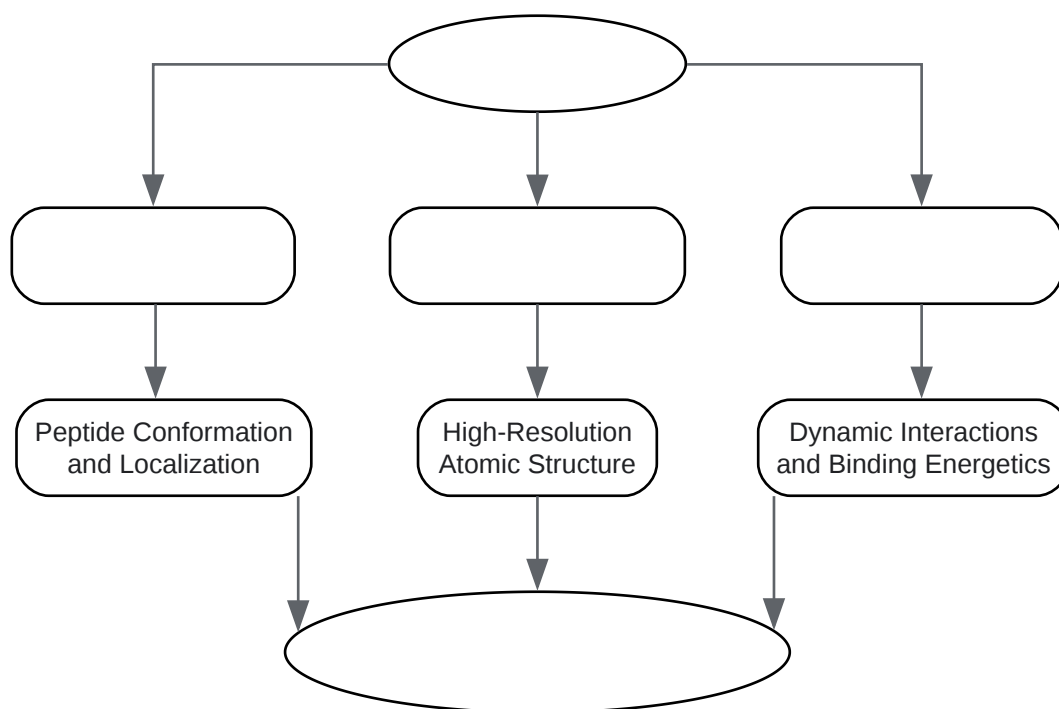 Peptide Conformation
and Localization
High-Resolution
Atomic Structure
Dynamic Interactions
and Binding Energetics